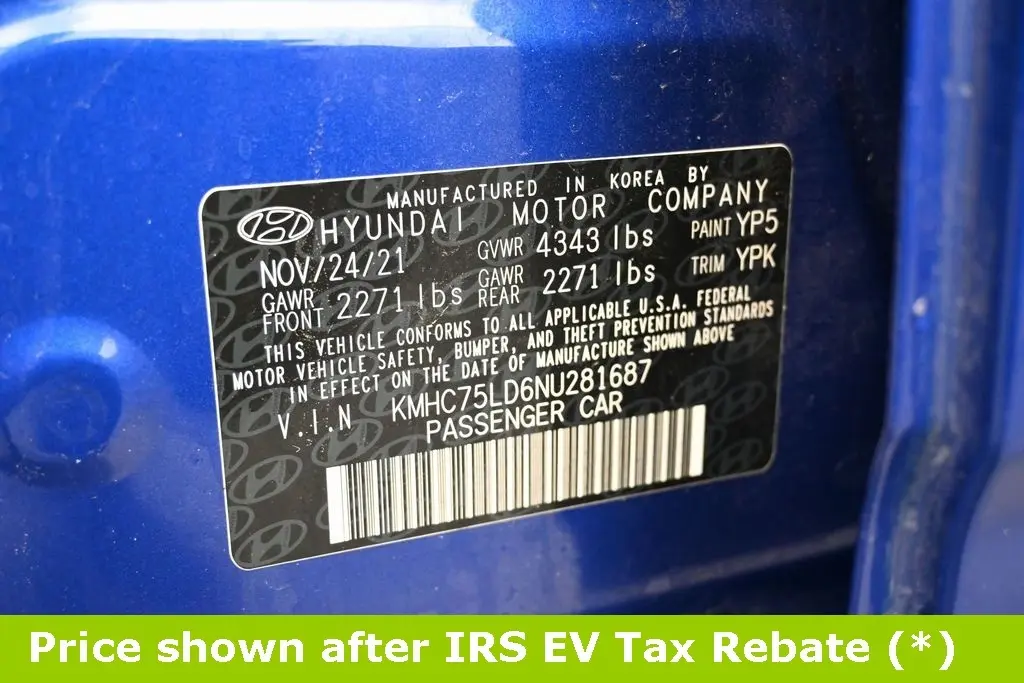 MANUFACTURED IN KOREA BY
HYUNDAI MOTOR COMPANY
NOV/24/21 GVWR 4343 lbs PAINT YP5
GAWR FRONT 2271 lbs GAWR REAR 2271 lbs TRIM YPK
THIS VEHICLE CONFORMS TO ALL APPLICABLE U.S.A. FEDERAL
MOTOR VEHICLE SAFETY, BUMPER, AND THEFT PREVENTION STANDARDS
IN EFFECT ON THE DATE OF MANUFACTURE SHOWN ABOVE
V.I.N KMHC75LD6NU281687
PASSENGER CAR
Price shown after IRS EV Tax Rebate (*)